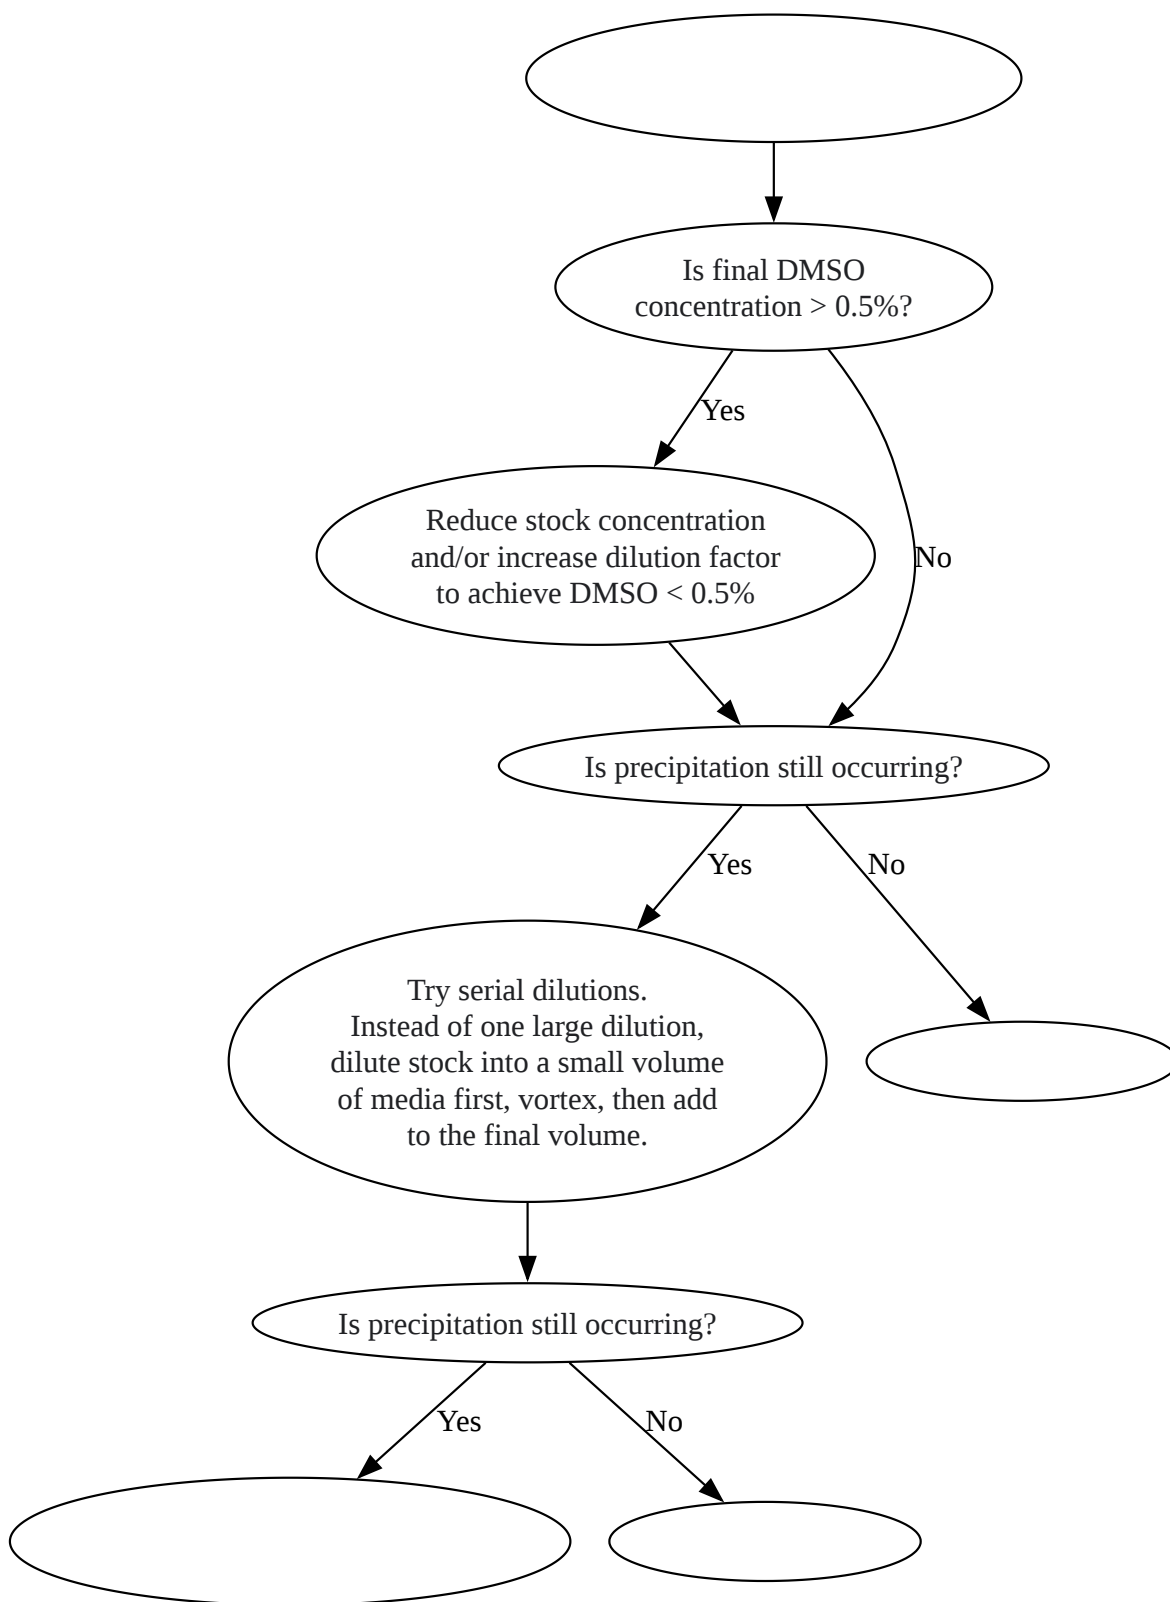 Is final DMSO
concentration > 0.5%?
Yes
Reduce stock concentration
and/or increase dilution factor
to achieve DMSO < 0.5%
No
Is precipitation still occurring?
Yes
No
Try serial dilutions.
Instead of one large dilution,
dilute stock into a small volume
of media first, vortex, then add
to the final volume.
Is precipitation still occurring?
Yes
No